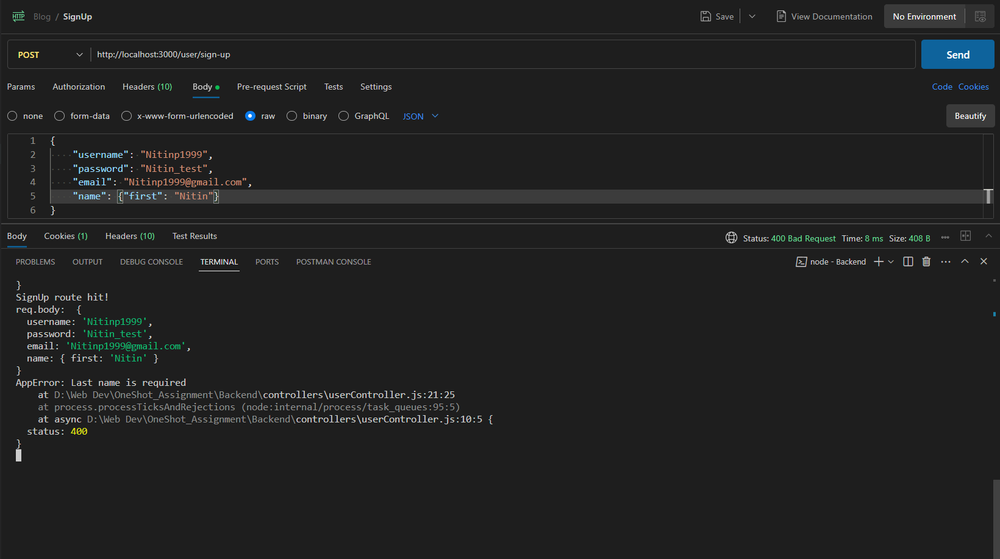 HTTP Blog / SignUp Save View Documentation No Environment
POST http://localhost:3000/user/sign-up Send
Params Authorization Headers (10) Body Pre-request Script Tests Settings Code Cookies
none form-data x-www-form-urlencoded raw binary GraphQL JSON Beautify
1 {
2 "username": "Nitinp1999",
3 "password": "Nitin_test",
4 "email": "Nitinp1999@gmail.com",
5 "name": {"first": "Nitin"}
6 }
Body Cookies (1) Headers (10) Test Results Status: 400 Bad Request Time: 8 ms Size: 408 B
PROBLEMS OUTPUT DEBUG CONSOLE TERMINAL PORTS POSTMAN CONSOLE node - Backend
}
SignUp route hit!
req.body:  {
  username: 'Nitinp1999',
  password: 'Nitin_test',
  email: 'Nitinp1999@gmail.com',
  name: { first: 'Nitin' }
}
AppError: Last name is required
    at D:\Web Dev\OneShot_Assignment\Backend\controllers\userController.js:21:25
    at process.processTicksAndRejections (node:internal/process/task_queues:95:5)
    at async D:\Web Dev\OneShot_Assignment\Backend\controllers\userController.js:10:5 {
  status: 400
}